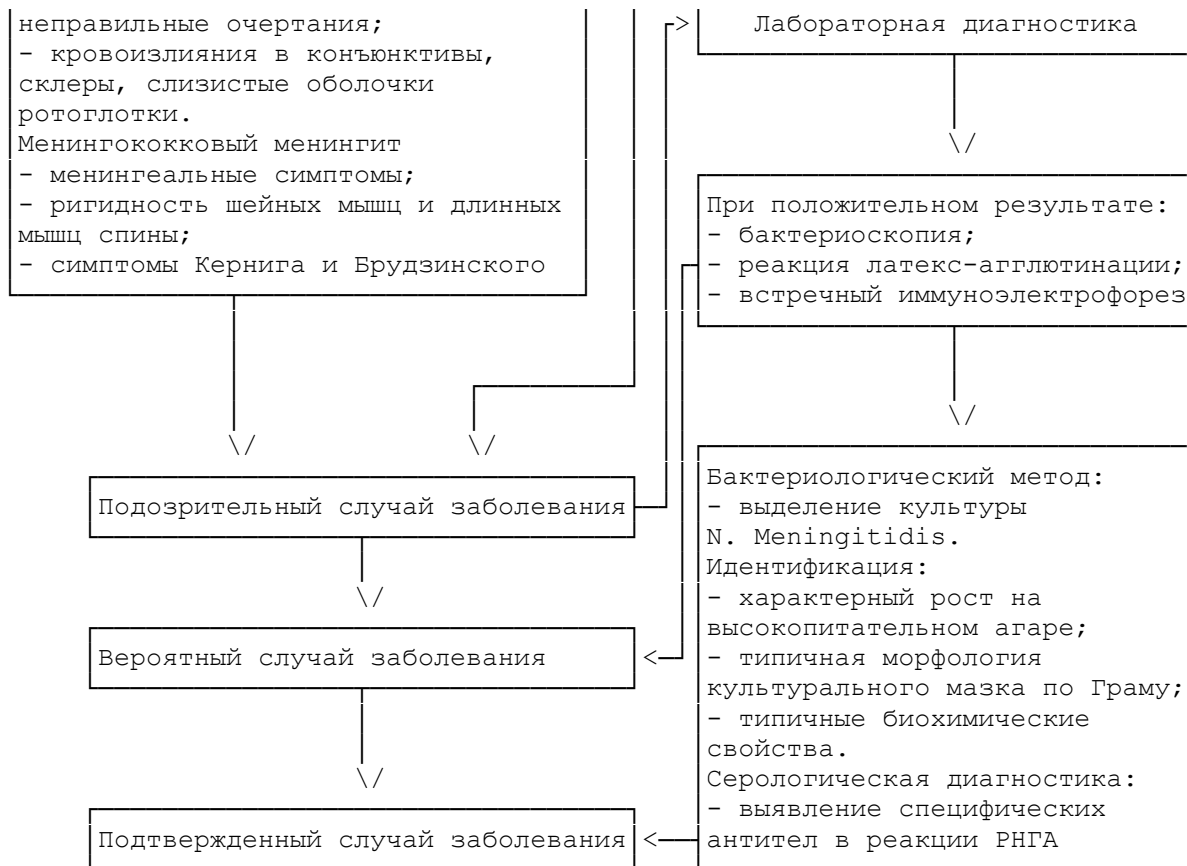 неправильные очертания;
- кровоизлияния в конъюнктивы,
склеры, слизистые оболочки
ротоглотки.
Менингококковый менингит
- менингеальные симптомы;
- ригидность шейных мышц и длинных
мышц спины;
- симптомы Кернига и Брудзинского
Лабораторная диагностика
При положительном результате:
- бактериоскопия;
- реакция латекс-агглютинации;
- встречный иммуноэлектрофорез
Подозрительный случай заболевания
Вероятный случай заболевания
Подтвержденный случай заболевания
Бактериологический метод:
- выделение культуры
N. Meningitidis.
Идентификация:
- характерный рост на
высокопитательном агаре;
- типичная морфология
культурального мазка по Граму;
- типичные биохимические
свойства.
Серологическая диагностика:
- выявление специфических
антител в реакции РНГА